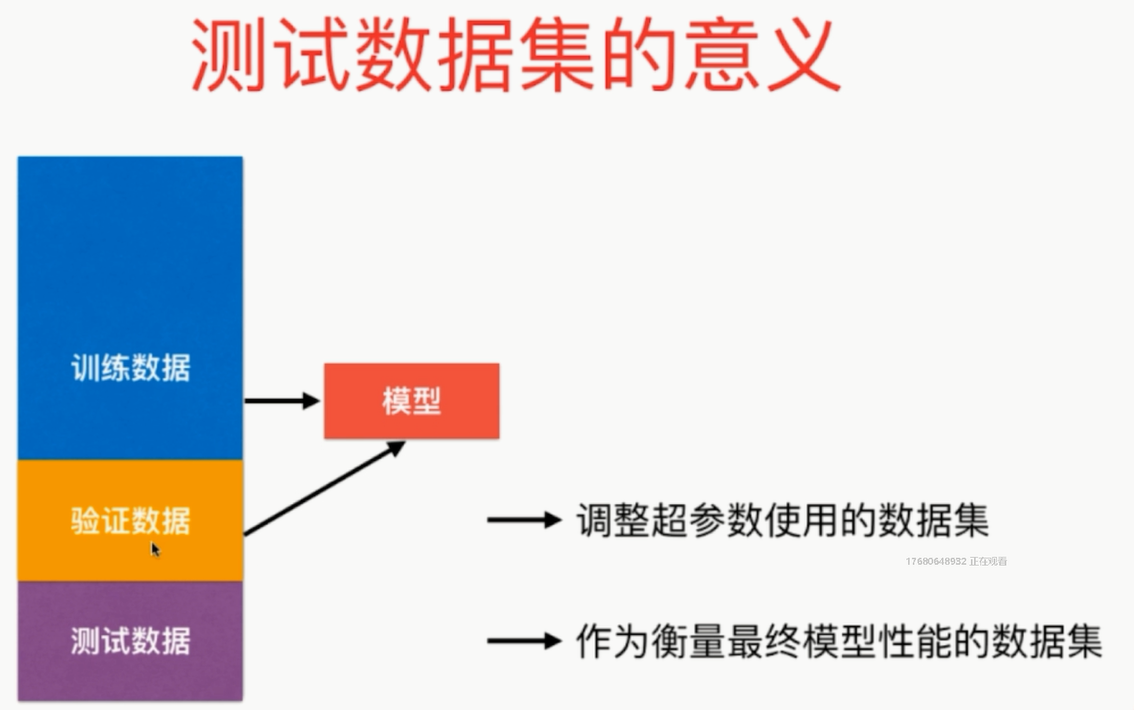 测试数据集的意义
训练数据
模型
验证数据
调整超参数使用的数据集
17680648932 正在观看
测试数据
作为衡量最终模型性能的数据集